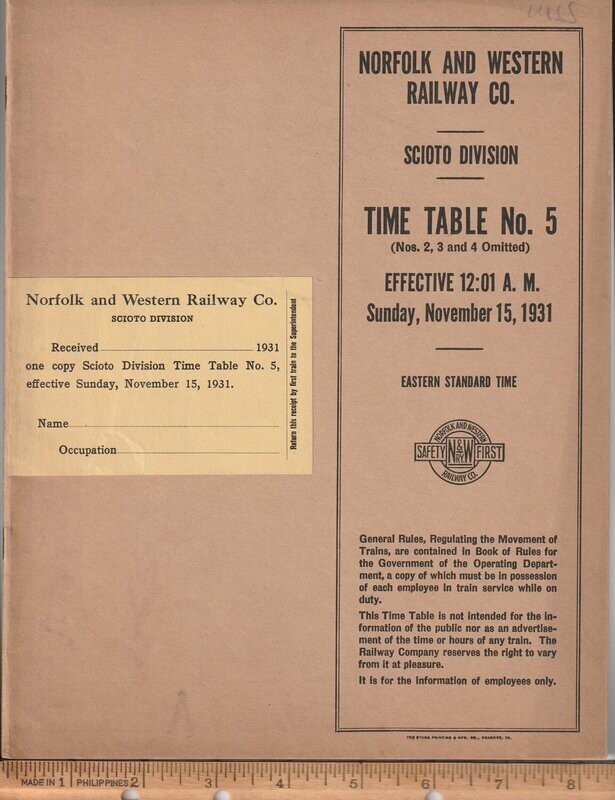 NORFOLK AND WESTERN
RAILWAY CO.
SCIOTO DIVISION
TIME TABLE No. 5
(Nos. 2, 3 and 4 Omitted)
EFFECTIVE 12:01 A. M.
Sunday, November 15, 1931
EASTERN STANDARD TIME
NORFOLK AND WESTERN
SAFETY N&W FIRST
RY
RAILWAY CO.
General Rules, Regulating the Movement of
Trains, are contained in Book of Rules for
the Government of the Operating Depart-
ment, a copy of which must be in possession
of each employee in train service while on
duty.
This Time Table is not intended for the in-
formation of the public nor as an advertise-
ment of the time or hours of any train. The
Railway Company reserves the right to vary
from it at pleasure.
It is for the information of employees only.
THE STONE PRINTING & MFG. CO., ROANOKE, VA.
Norfolk and Western Railway Co.
SCIOTO DIVISION
Received 1931
one copy Scioto Division Time Table No. 5,
effective Sunday, November 15, 1931.
Name
Occupation
Return this receipt by first train to the Superintendent
MADE IN 1 PHILIPPINES 2 3 4 5 6 7 8